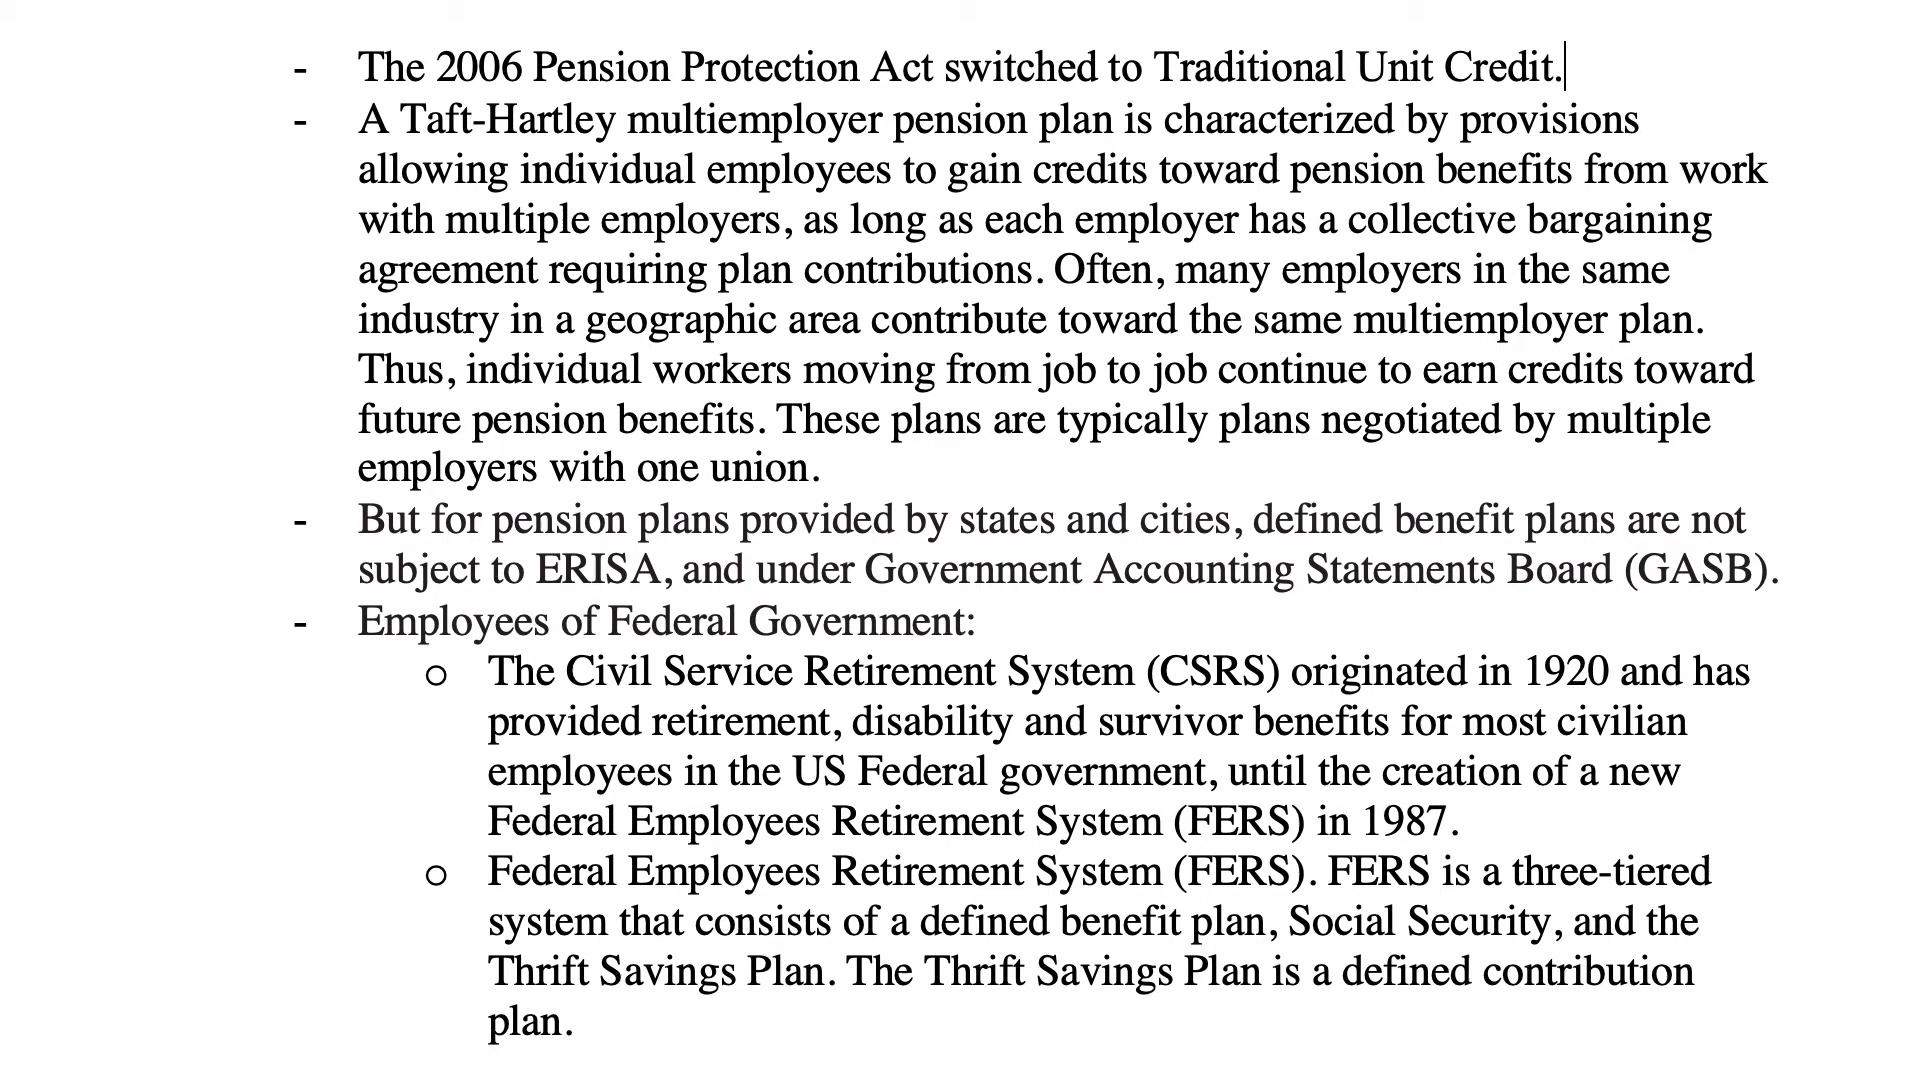 - The 2006 Pension Protection Act switched to Traditional Unit Credit.
- A Taft-Hartley multiemployer pension plan is characterized by provisions
allowing individual employees to gain credits toward pension benefits from work
with multiple employers, as long as each employer has a collective bargaining
agreement requiring plan contributions. Often, many employers in the same
industry in a geographic area contribute toward the same multiemployer plan.
Thus, individual workers moving from job to job continue to earn credits toward
future pension benefits. These plans are typically plans negotiated by multiple
employers with one union.
- But for pension plans provided by states and cities, defined benefit plans are not
subject to ERISA, and under Government Accounting Statements Board (GASB).
- Employees of Federal Government:
o The Civil Service Retirement System (CSRS) originated in 1920 and has
provided retirement, disability and survivor benefits for most civilian
employees in the US Federal government, until the creation of a new
Federal Employees Retirement System (FERS) in 1987.
o Federal Employees Retirement System (FERS). FERS is a three-tiered
system that consists of a defined benefit plan, Social Security, and the
Thrift Savings Plan. The Thrift Savings Plan is a defined contribution
plan.